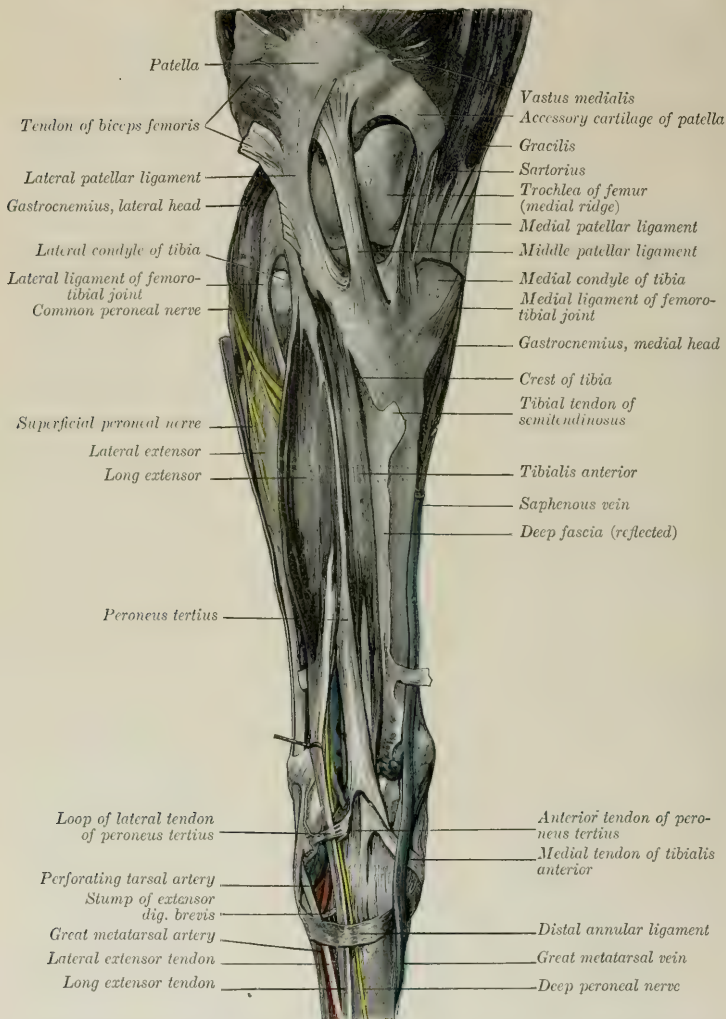 Patella
Tendon of biceps femoris
Lateral patellar ligament
Gastrocnemius, lateral head
Lateral condyle of tibia
Lateral ligament of femoro-
tibial joint
Common peroneal nerve
Superficial peroneal nerve
Lateral extensor
Long extensor
Peroneus tertius
Loop of lateral tendon
of peroneus tertius
Perforating tarsal artery
Stump of extensor
dig. brevis
Great metatarsal artery
Lateral extensor tendon
Long extensor tendon
Vastus medialis
Accessory cartilage of patella
Gracilis
Sartorius
Trochlea of femur
(medial ridge)
Medial patellar ligament
Middle patellar ligament
Medial condyle of tibia
Medial ligament of femoro-
tibial joint
Gastrocnemius, medial head
Crest of tibia
Tibial tendon of
semitendinosus
Tibialis anterior
Saphenous vein
Deep fascia (reflected)
Anterior tendon of pero-
neus tertius
Medial tendon of tibialis
anterior
Distal annular ligament
Great metatarsal vein
Deep peroneal nerve